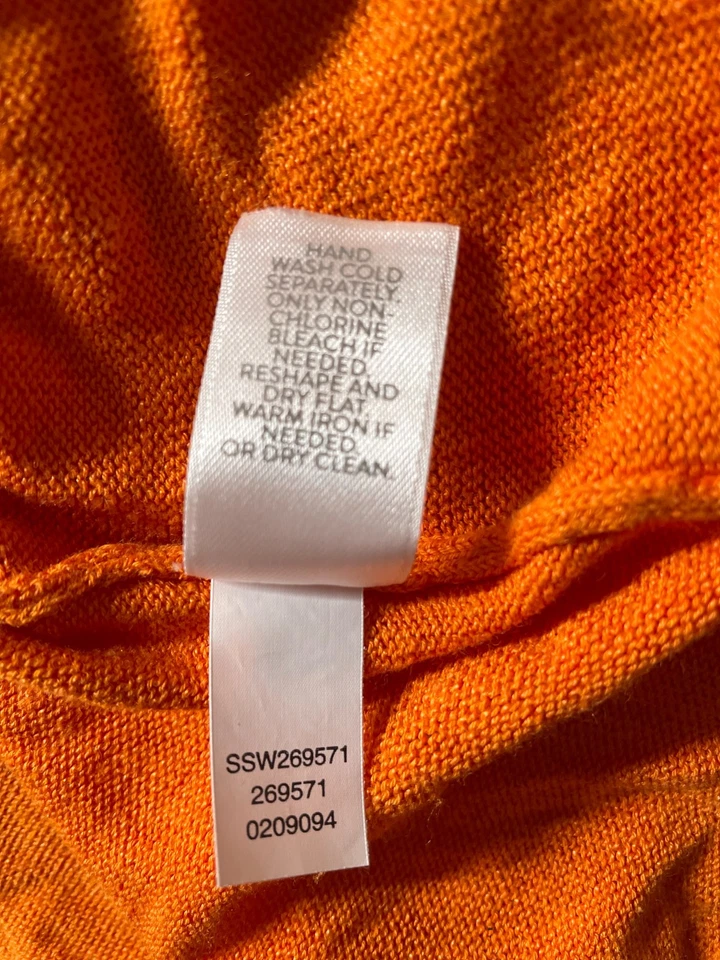 HAND
WASH COLD
SEPARATELY.
ONLY NON-
CHLORINE
BLEACH IF
NEEDED.
RESHAPE AND
DRY FLAT.
WARM IRON IF
NEEDED.
OR DRY CLEAN.
SSW269571
269571
0209094